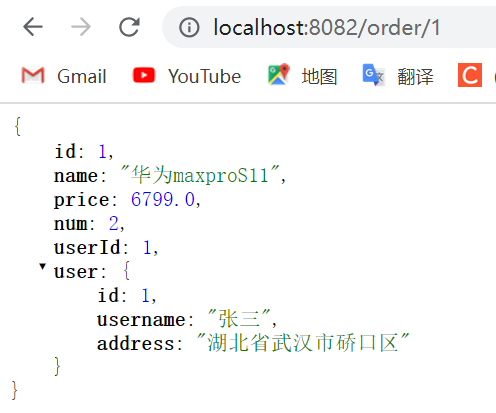 localhost:8082/order/1
Gmail YouTube 地图 翻译 C
{
id: 1,
name: "华为maxproS11",
price: 6799.0,
num: 2,
userId: 1,
user: {
id: 1,
username: "张三",
address: "湖北省武汉市硚口区"
}
}